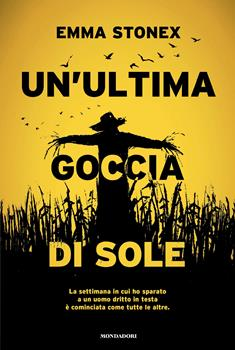 EMMA STONEX
UN'ULTIMA
GOCCIA
DI SOLE
La settimana in cui ho sparato
a un uomo dritto in testa
è cominciata come tutte le altre.
MONDADORI